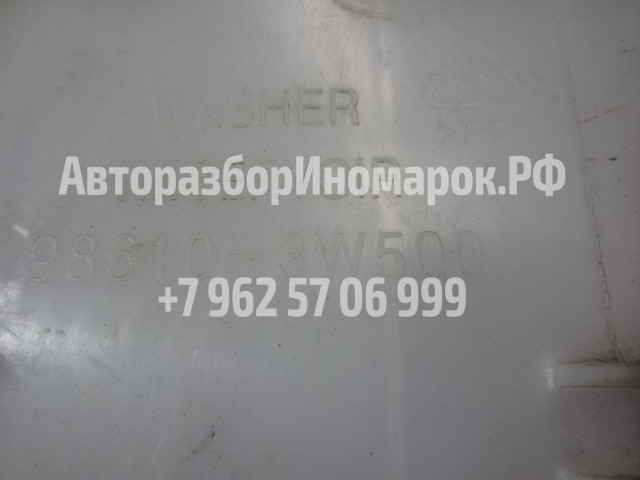 WASHER
АвторазборИномарок.РФ
98610-3W500
+7 962 57 06 999